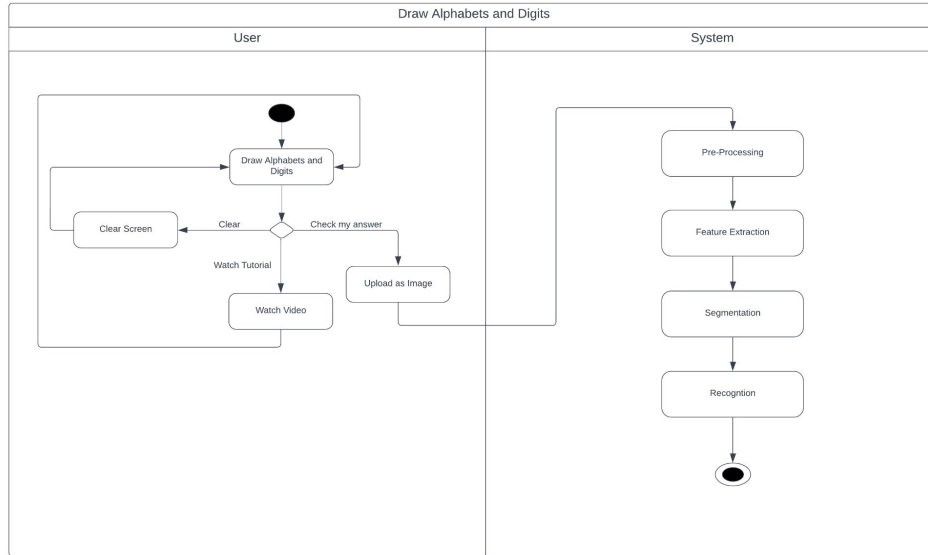 Draw Alphabets and Digits
User
System
Draw Alphabets and
Digits
Clear
Check my answer
Clear Screen
Watch Tutorial
Upload as Image
Watch Video
Pre-Processing
Feature Extraction
Segmentation
Recogntion